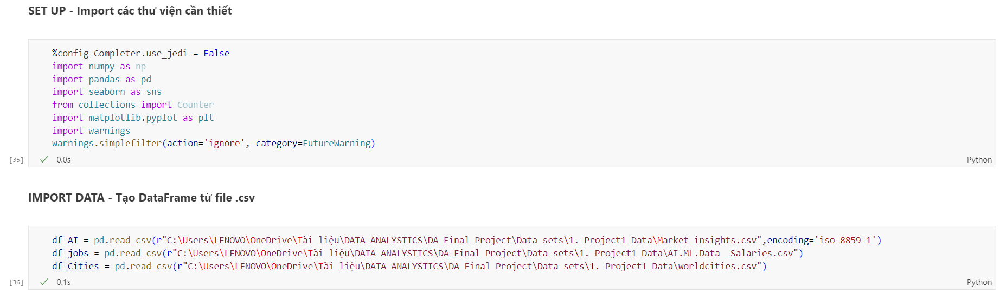 SET UP - Import các thư viện cần thiết
%config Completer.use_jedi = False
import numpy as np
import pandas as pd
import seaborn as sns
from collections import Counter
import matplotlib.pyplot as plt
import warnings
warnings.simplefilter(action='ignore', category=FutureWarning)
[35] ✓ 0.0s Python
IMPORT DATA - Tạo DataFrame từ file .csv
df_AI = pd.read_csv(r"C:\Users\LENOVO\OneDrive\Tài liệu\DATA ANALYSTICS\DA_Final Project\Data sets\1. Project1_Data\Market_insights.csv",encoding='iso-8859-1')
df_jobs = pd.read_csv(r"C:\Users\LENOVO\OneDrive\Tài liệu\DATA ANALYSTICS\DA_Final Project\Data sets\1. Project1_Data\AI.ML.Data _Salaries.csv")
df_Cities = pd.read_csv(r"C:\Users\LENOVO\OneDrive\Tài liệu\DATA ANALYSTICS\DA_Final Project\Data sets\1. Project1_Data\worldcities.csv")
[36] ✓ 0.1s Python